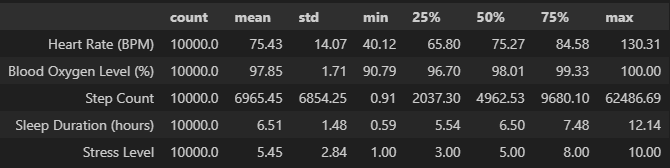 count mean std min 25% 50% 75% max
Heart Rate (BPM) 10000.0 75.43 14.07 40.12 65.80 75.27 84.58 130.31
Blood Oxygen Level (%) 10000.0 97.85 1.71 90.79 96.70 98.01 99.33 100.00
Step Count 10000.0 6965.45 6854.25 0.91 2037.30 4962.53 9680.10 62486.69
Sleep Duration (hours) 10000.0 6.51 1.48 0.59 5.54 6.50 7.48 12.14
Stress Level 10000.0 5.45 2.84 1.00 3.00 5.00 8.00 10.00